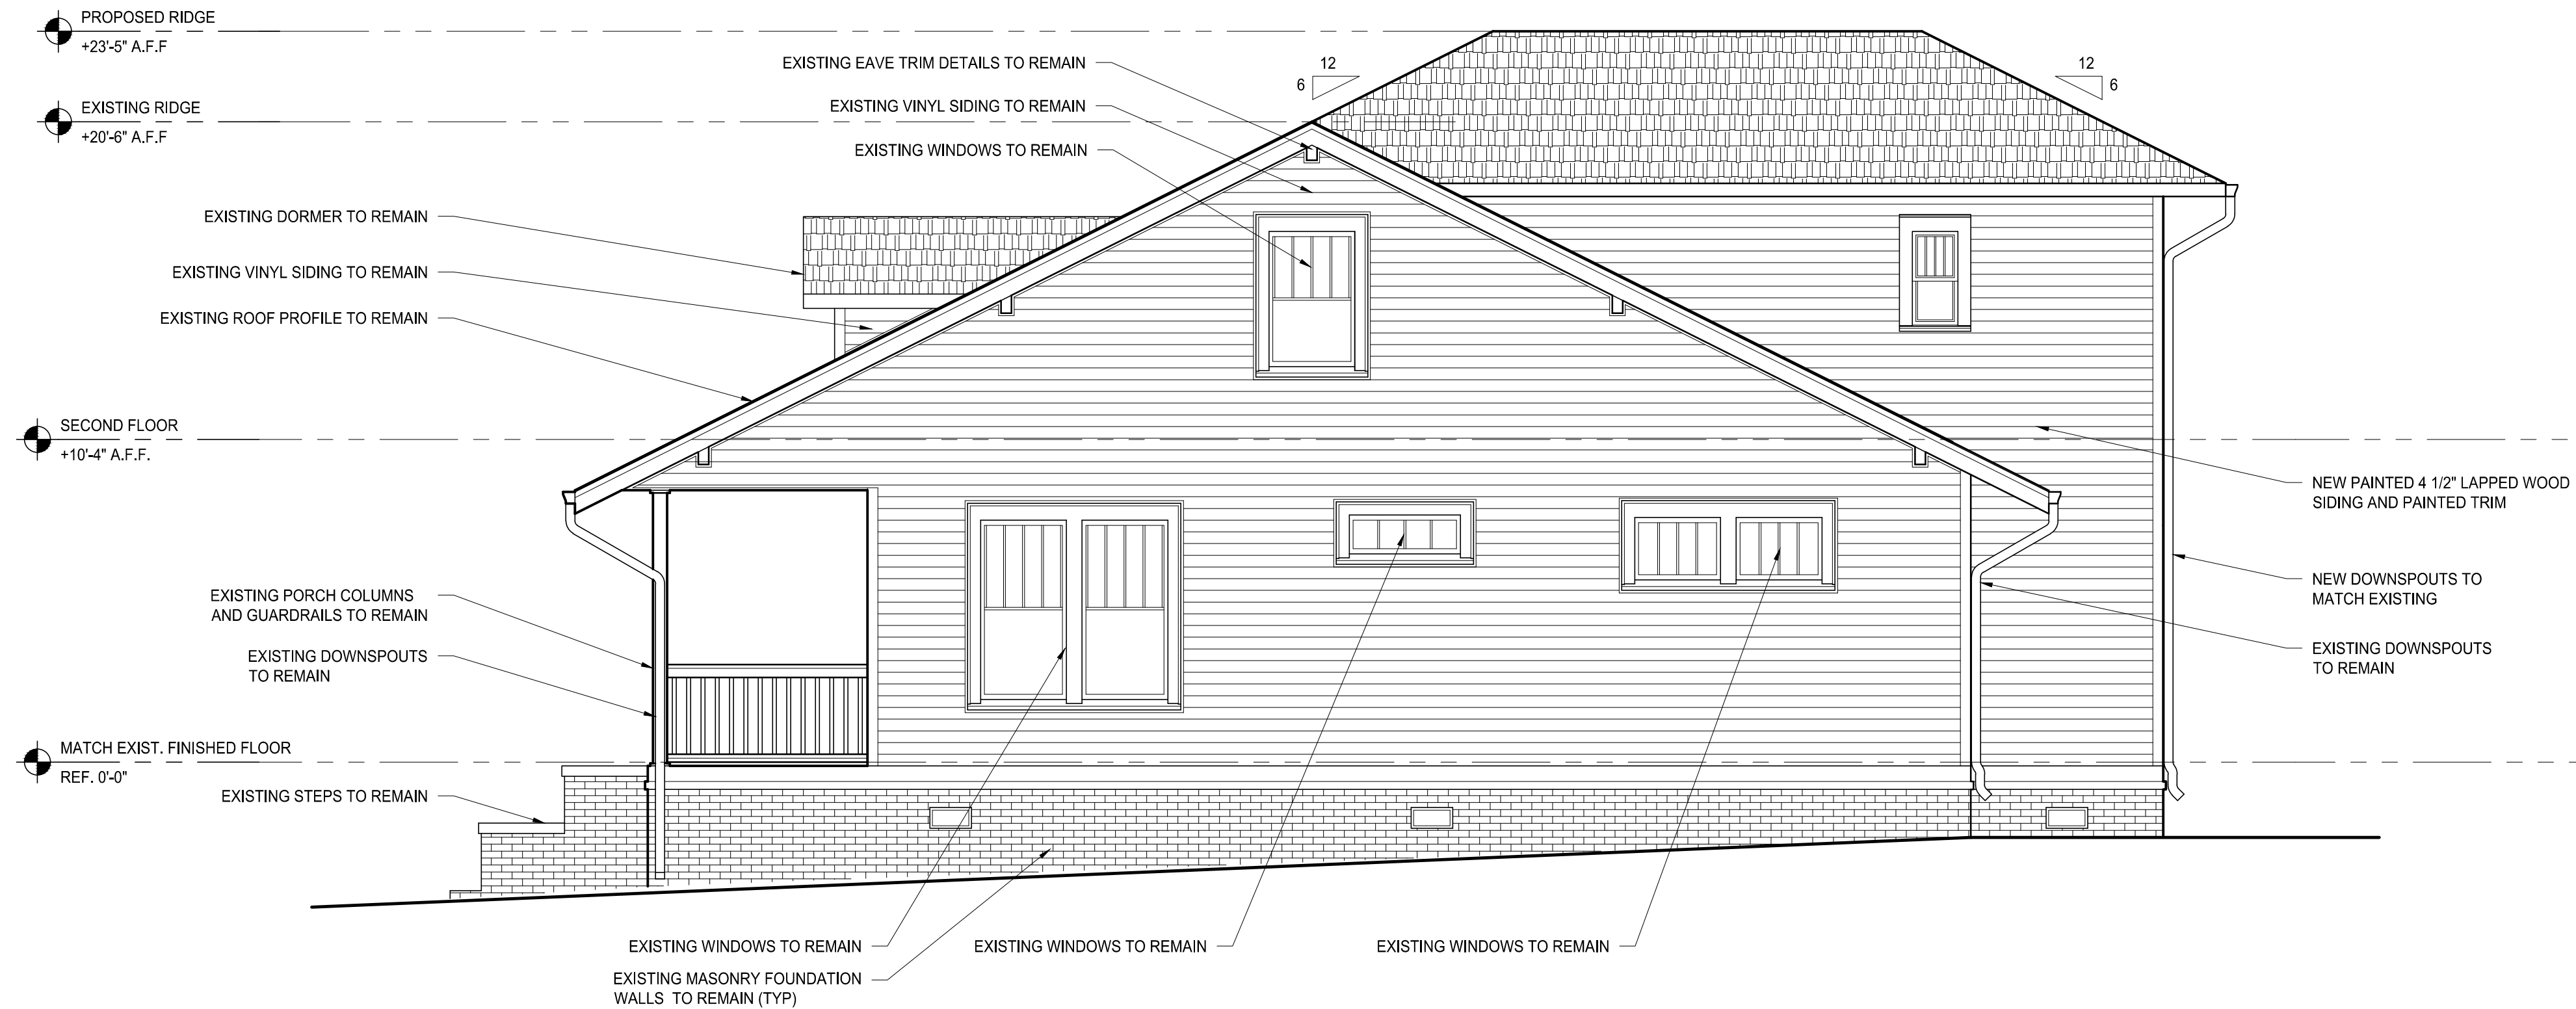 PROPOSED RIDGE
+23'-5" A.F.F
EXISTING RIDGE
+20'-6" A.F.F
SECOND FLOOR
+10'-4" A.F.F.
MATCH EXIST. FINISHED FLOOR
REF. 0'-0"
EXISTING EAVE TRIM DETAILS TO REMAIN
EXISTING VINYL SIDING TO REMAIN
EXISTING WINDOWS TO REMAIN
12
6
12
6
EXISTING DORMER TO REMAIN
EXISTING VINYL SIDING TO REMAIN
EXISTING ROOF PROFILE TO REMAIN
EXISTING PORCH COLUMNS
AND GUARDRAILS TO REMAIN
EXISTING DOWNSPOUTS
TO REMAIN
EXISTING STEPS TO REMAIN
NEW PAINTED 4 1/2" LAPPED WOOD
SIDING AND PAINTED TRIM
NEW DOWNSPOUTS TO
MATCH EXISTING
EXISTING DOWNSPOUTS
TO REMAIN
EXISTING WINDOWS TO REMAIN
EXISTING WINDOWS TO REMAIN
EXISTING WINDOWS TO REMAIN
EXISTING MASONRY FOUNDATION
WALLS TO REMAIN (TYP)